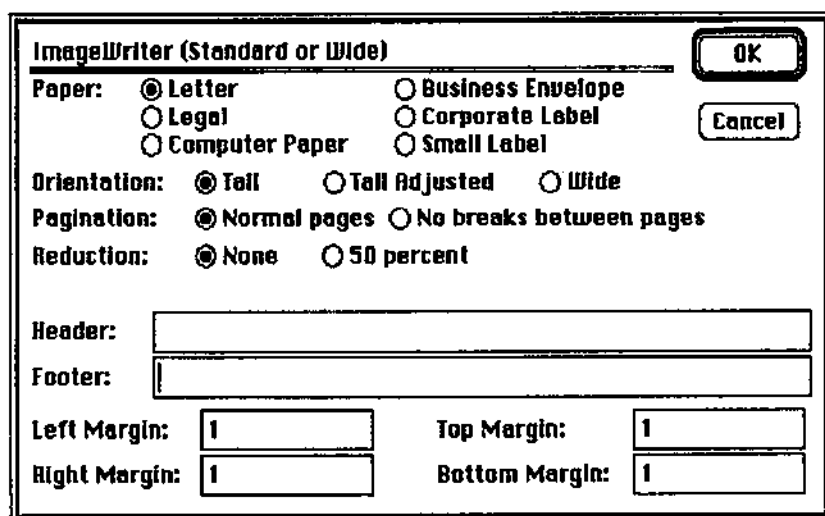 ImageWriter (Standard or Wide)
OK
Paper: Letter Business Envelope
Legal Corporate Label
Cancel
Computer Paper Small Label
Orientation: Tall Tall Adjusted Wide
Pagination: Normal pages No breaks between pages
Reduction: None 50 percent
Header:
Footer:
Left Margin: 1 Top Margin: 1
Right Margin: 1 Bottom Margin: 1